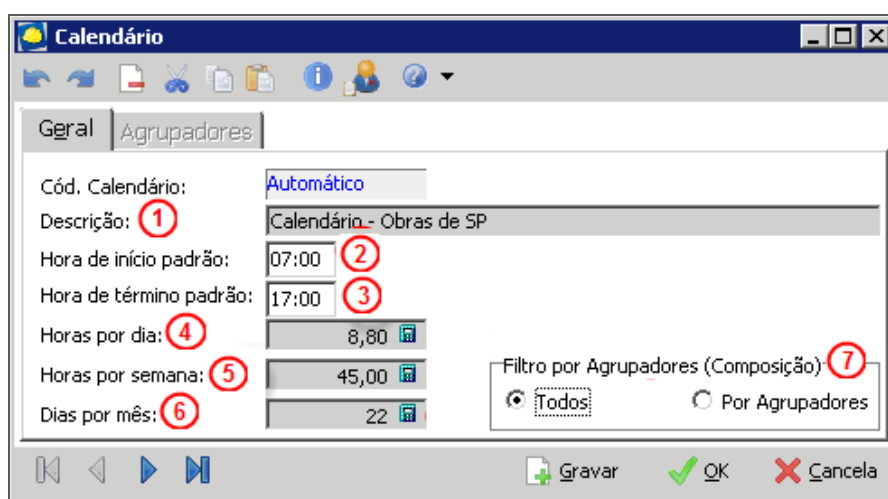 Calendário
Geral Agrupadores
Cód. Calendário: Automático
Descrição: 1 Calendário - Obras de SP
Hora de início padrão: 07:00 2
Hora de término padrão: 17:00 3
Horas por dia: 4 8,80
Horas por semana: 5 45,00
Dias por mês: 6 22
Filtro por Agrupadores (Composição) 7
Todos Por Agrupadores
Gravar OK Cancela